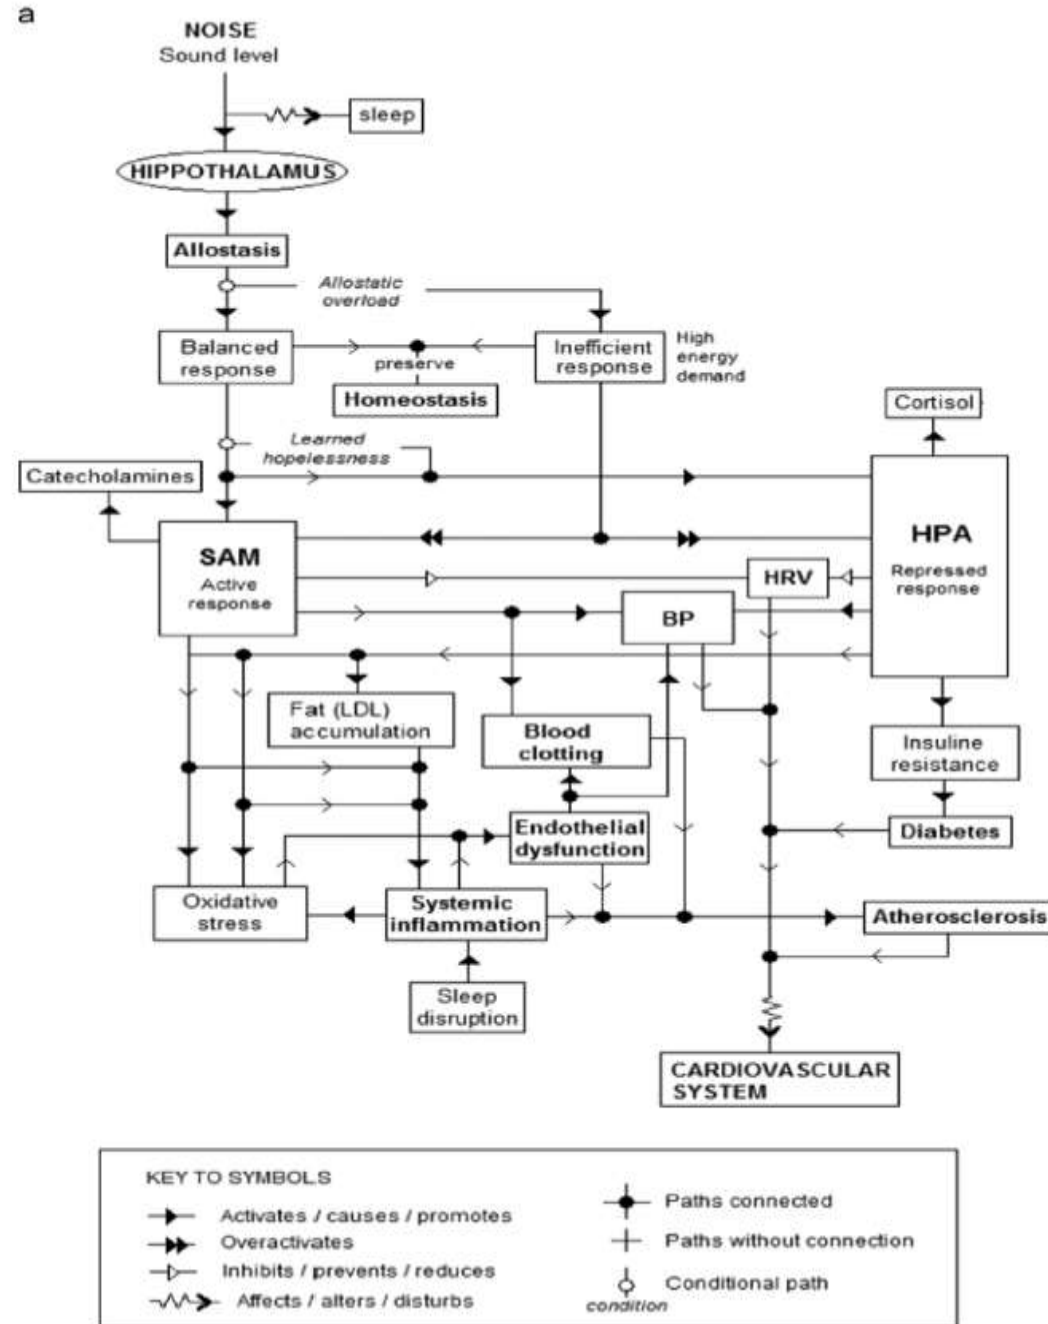 a
NOISE
Sound level
sleep
HIPPOTHALAMUS
Allostasis
Allostatic
overload
Balanced
response
preserve
Homeostasis
Inefficient
response
High
energy
demand
Cortisol
Learned
hopelessness
Catecholamines
SAM
Active
response
HPA
Repressed
response
HRV
BP
Fat (LDL)
accumulation
Blood
clotting
Insuline
resistance
Endothelial
dysfunction
Diabetes
Oxidative
stress
Systemic
inflammation
Atherosclerosis
Sleep
disruption
CARDIOVASCULAR
SYSTEM
KEY TO SYMBOLS
Activates / causes / promotes
Overactivates
Inhibits / prevents / reduces
Affects / alters / disturbs
Paths connected
Paths without connection
Conditional path
condition